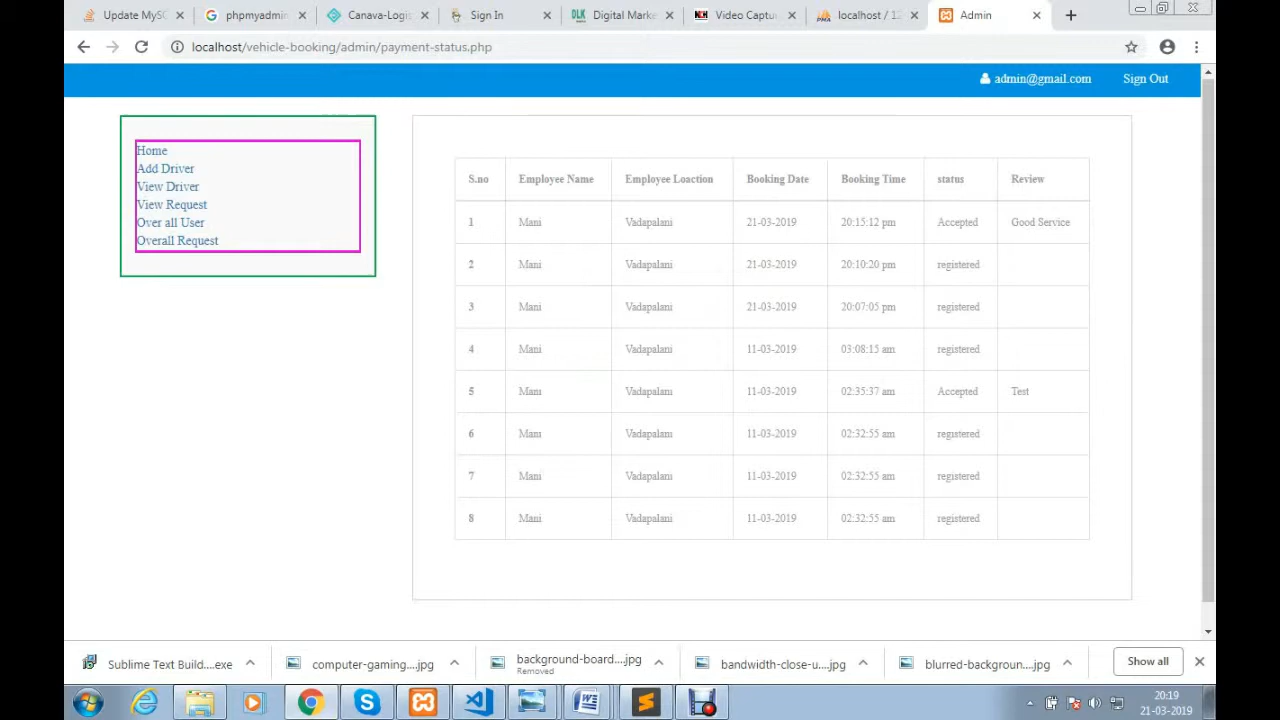 Update MySQ
phpmyadmin
Canava-Logis
Sign In
DLK
Digital Marke
Video Captur
PMA
localhost / 12
Admin
localhost/vehicle-booking/admin/payment-status.php
admin@gmail.com Sign Out
Home
Add Driver
View Driver
View Request
Over all User
Overall Request
S.no Employee Name Employee Loaction Booking Date Booking Time status Review
1 Mani Vadapalani 21-03-2019 20:15:12 pm Accepted Good Service
2 Mani Vadapalani 21-03-2019 20:10:20 pm registered
3 Mani Vadapalani 21-03-2019 20:07:05 pm registered
4 Mani Vadapalani 11-03-2019 03:08:15 am registered
5 Mani Vadapalani 11-03-2019 02:35:37 am Accepted Test
6 Mani Vadapalani 11-03-2019 02:32:55 am registered
7 Mani Vadapalani 11-03-2019 02:32:55 am registered
8 Mani Vadapalani 11-03-2019 02:32:55 am registered
Sublime Text Build....exe
computer-gaming....jpg
background-board....jpg
Removed
bandwidth-close-u....jpg
blurred-backgroun....jpg
Show all
20:19
21-03-2019